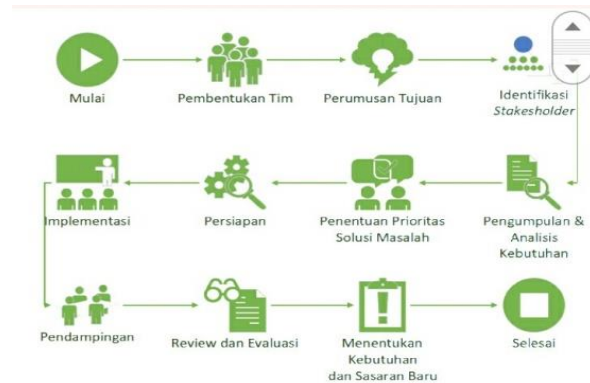 Mulai
Pembentukan Tim
Perumusan Tujuan
Identifikasi
Stakesholder
Pengumpulan &
Analisis
Kebutuhan
Penentuan Prioritas
Solusi Masalah
Persiapan
Implementasi
Pendampingan
Review dan Evaluasi
Menentukan
Kebutuhan
dan Sasaran Baru
Selesai